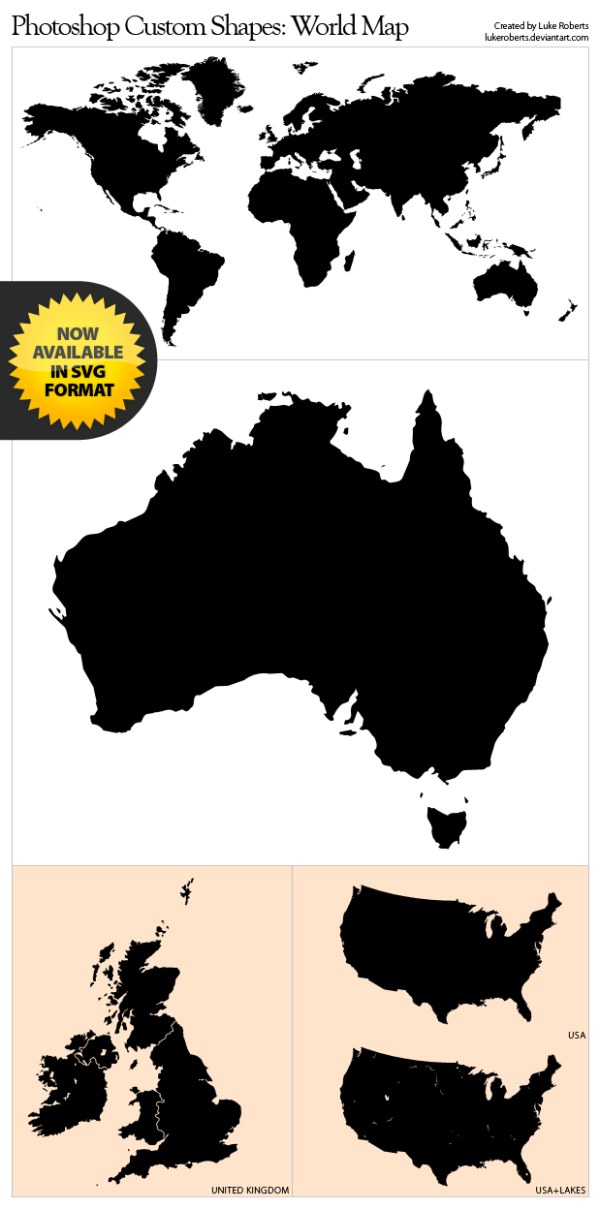 Photoshop Custom Shapes: World Map
Created by Luke Roberts
lukeroberts.deviantart.com
NOW
AVAILABLE
IN SVG
FORMAT
USA
UNITED KINGDOM
USA+LAKES